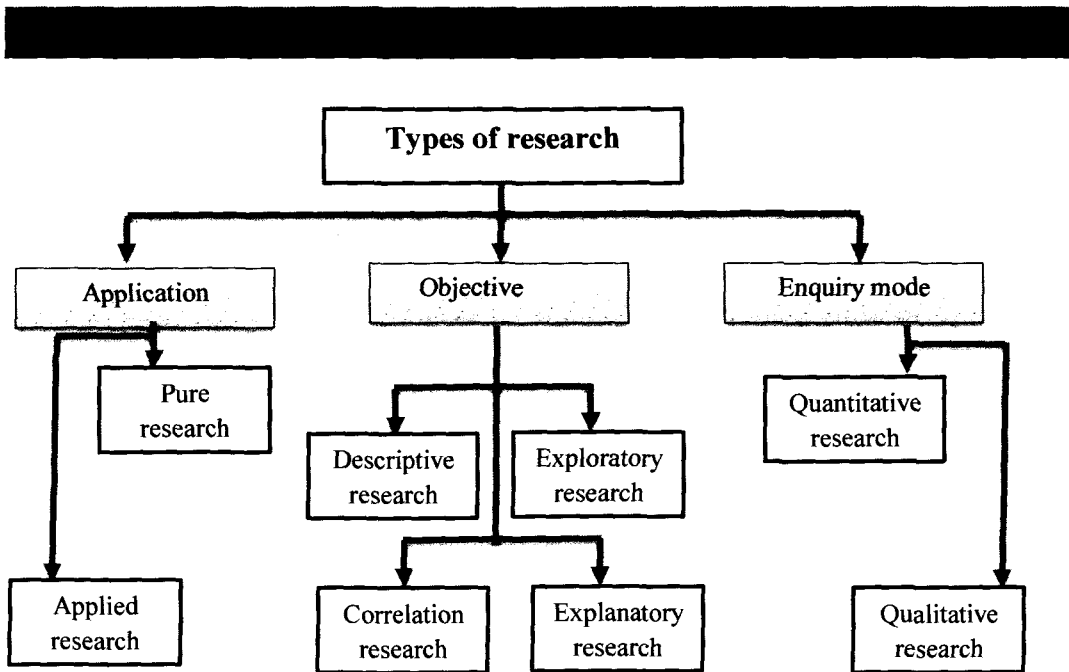 Types of research
Application
Objective
Enquiry mode
Pure
research
Quantitative
research
Descriptive
research
Exploratory
research
Applied
research
Correlation
research
Explanatory
research
Qualitative
research